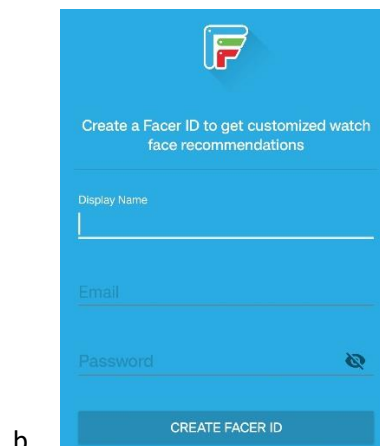 Create a Facer ID to get customized watch
face recommendations
Display Name
Email
Password
CREATE FACER ID
b